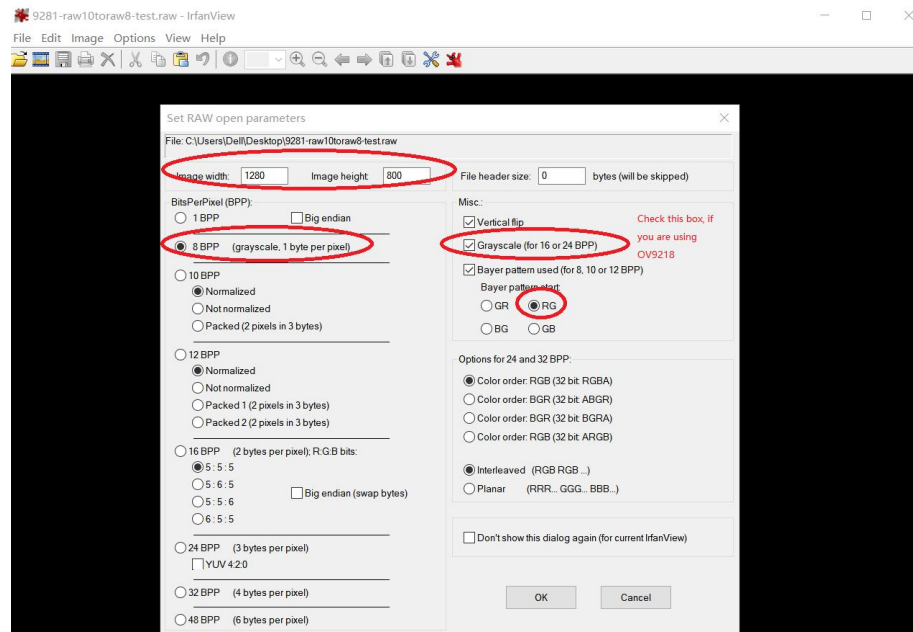 9281-raw10toraw8-test.raw - IrfanView
File Edit Image Options View Help
Set RAW open parameters
File: C:\Users\Dell\Desktop\9281-raw10toraw8-test.raw
Image width: 1280 Image height: 800
File header size: 0 bytes (will be skipped)
BitsPerPixel (BPP):
1 BPP Big endian
8 BPP (grayscale, 1 byte per pixel)
10 BPP
Normalized
Not normalized
Packed (2 pixels in 3 bytes)
12 BPP
Normalized
Not normalized
Packed 1 (2 pixels in 3 bytes)
Packed 2 (2 pixels in 3 bytes)
16 BPP (2 bytes per pixel); R:G:B bits:
5 : 5 : 5
5 : 6 : 5
5 : 5 : 6
6 : 5 : 5
Big endian (swap bytes)
24 BPP (3 bytes per pixel)
YUV 4:2:0
32 BPP (4 bytes per pixel)
48 BPP (6 bytes per pixel)
Misc.:
Vertical flip
Grayscale (for 16 or 24 BPP)
Bayer pattern used (for 8, 10 or 12 BPP)
Bayer pattern start:
GR RG
BG GB
Check this box, if
you are using
OV9218
Options for 24 and 32 BPP:
Color order: RGB (32 bit: RGBA)
Color order: BGR (32 bit: ABGR)
Color order: BGR (32 bit: BGRA)
Color order: RGB (32 bit: ARGB)
Interleaved (RGB RGB ...)
Planar (RRR... GGG... BBB...)
Don't show this dialog again (for current IrfanView)
OK Cancel